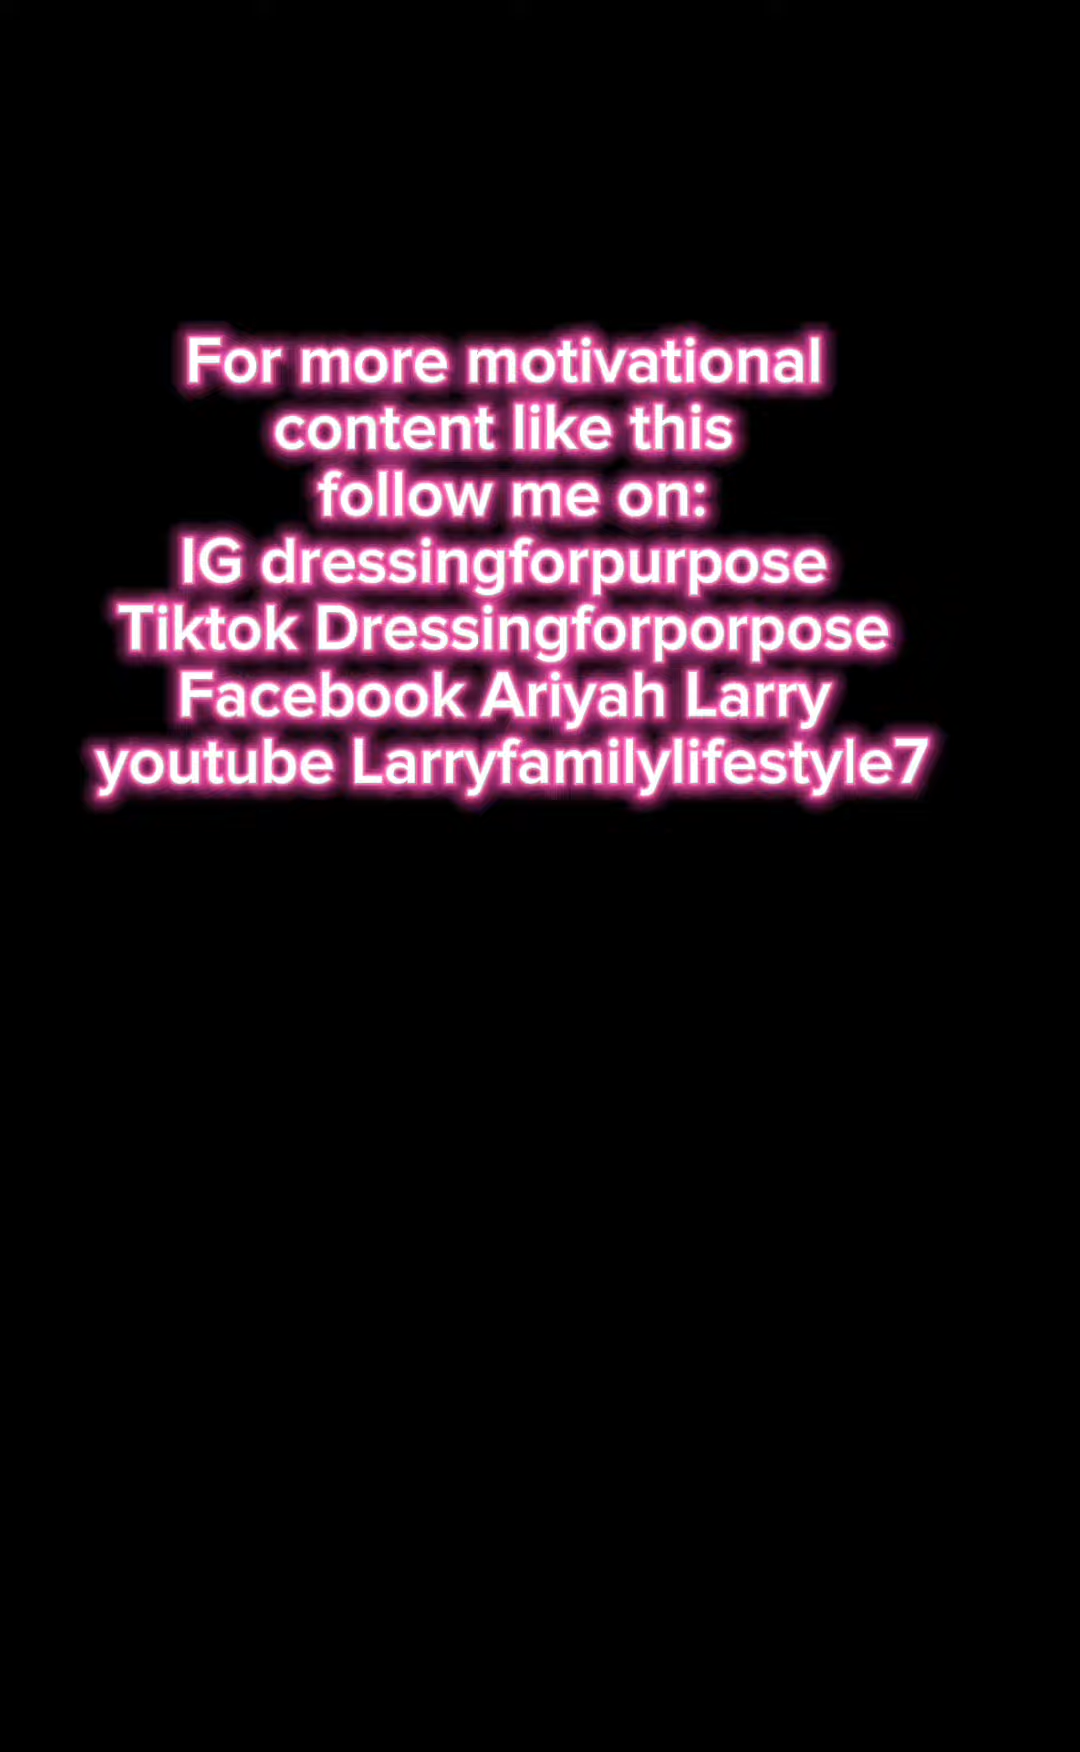 For more motivational
content like this
follow me on:
IG dressingforpurpose
Tiktok Dressingforporpose
Facebook Ariyah Larry
youtube Larryfamilylifestyle7